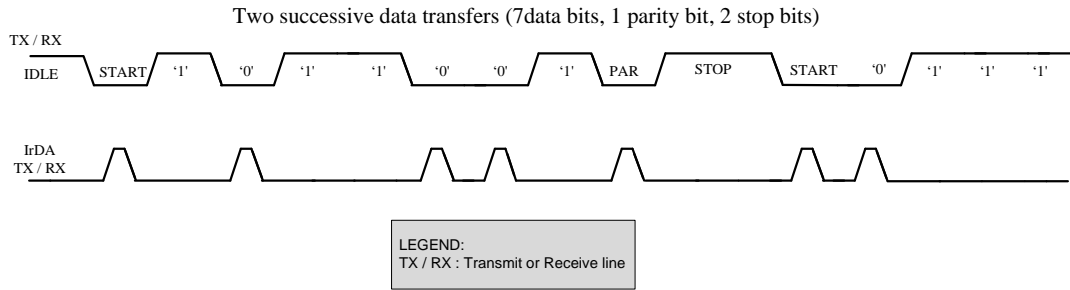 Two successive data transfers (7data bits, 1 parity bit, 2 stop bits)
TX / RX
IDLE START '1' '0' '1' '1' '0' '0' '1' PAR STOP START '0' '1' '1' '1'
IrDA
TX / RX
LEGEND:
TX / RX : Transmit or Receive line